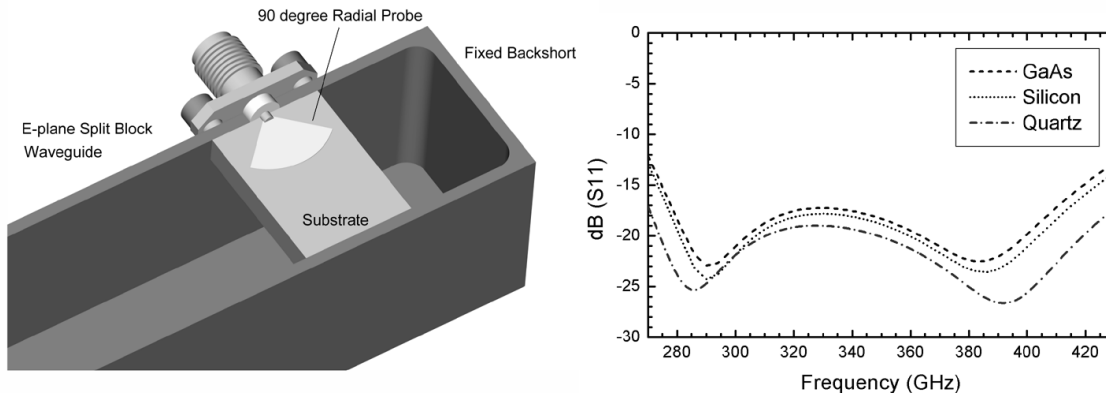 90 degree Radial Probe
Fixed Backshort
E-plane Split Block
Waveguide
Substrate
0
-5
-10
-15
-20
-25
-30
dB (S11)
GaAs
Silicon
Quartz
280 300 320 340 360 380 400 420
Frequency (GHz)